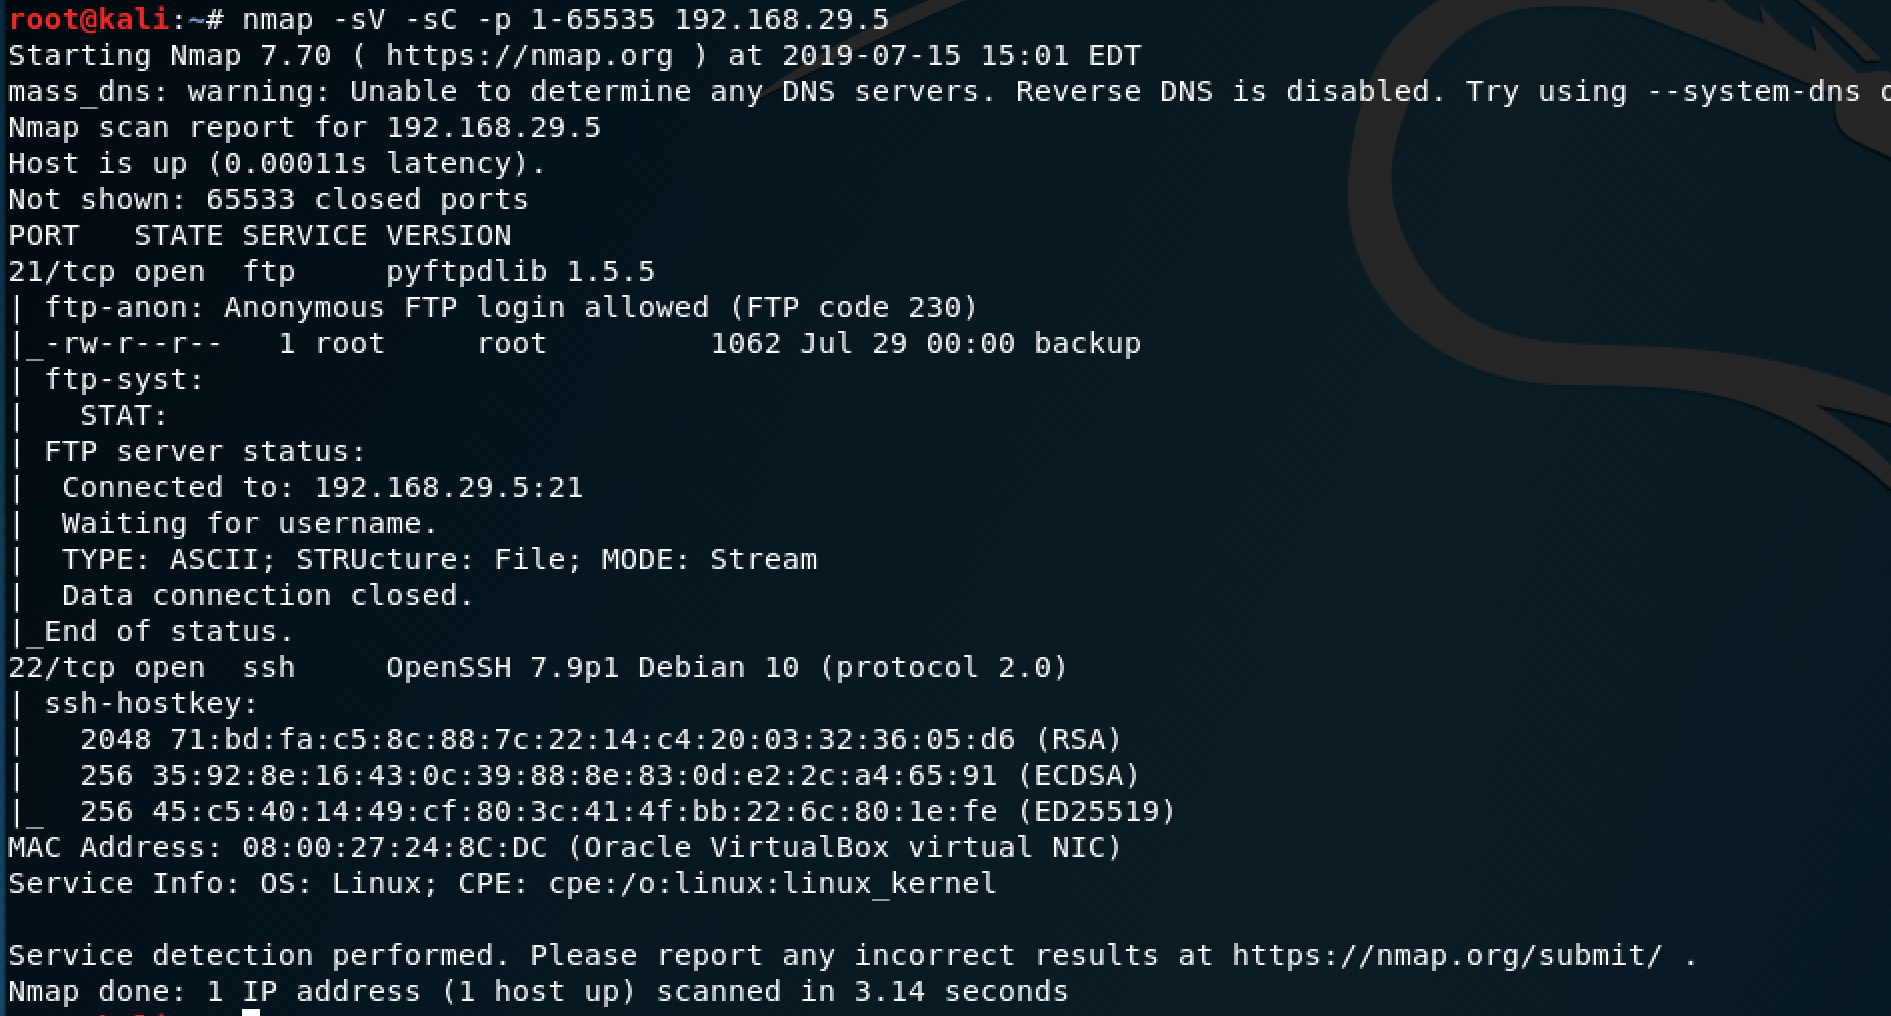 root@kali:~# nmap -sV -sC -p 1-65535 192.168.29.5
Starting Nmap 7.70 ( https://nmap.org ) at 2019-07-15 15:01 EDT
mass_dns: warning: Unable to determine any DNS servers. Reverse DNS is disabled. Try using --system-dns
Nmap scan report for 192.168.29.5
Host is up (0.00011s latency).
Not shown: 65533 closed ports
PORT   STATE SERVICE VERSION
21/tcp open  ftp     pyftpdlib 1.5.5
| ftp-anon: Anonymous FTP login allowed (FTP code 230)
|_-rw-r--r--   1 root     root         1062 Jul 29 00:00 backup
| ftp-syst:
|   STAT:
| FTP server status:
|  Connected to: 192.168.29.5:21
|  Waiting for username.
|  TYPE: ASCII; STRUcture: File; MODE: Stream
|  Data connection closed.
|_End of status.
22/tcp open  ssh     OpenSSH 7.9p1 Debian 10 (protocol 2.0)
| ssh-hostkey:
|   2048 71:bd:fa:c5:8c:88:7c:22:14:c4:20:03:32:36:05:d6 (RSA)
|   256 35:92:8e:16:43:0c:39:88:8e:83:0d:e2:2c:a4:65:91 (ECDSA)
|_  256 45:c5:40:14:49:cf:80:3c:41:4f:bb:22:6c:80:1e:fe (ED25519)
MAC Address: 08:00:27:24:8C:DC (Oracle VirtualBox virtual NIC)
Service Info: OS: Linux; CPE: cpe:/o:linux:linux_kernel

Service detection performed. Please report any incorrect results at https://nmap.org/submit/ .
Nmap done: 1 IP address (1 host up) scanned in 3.14 seconds